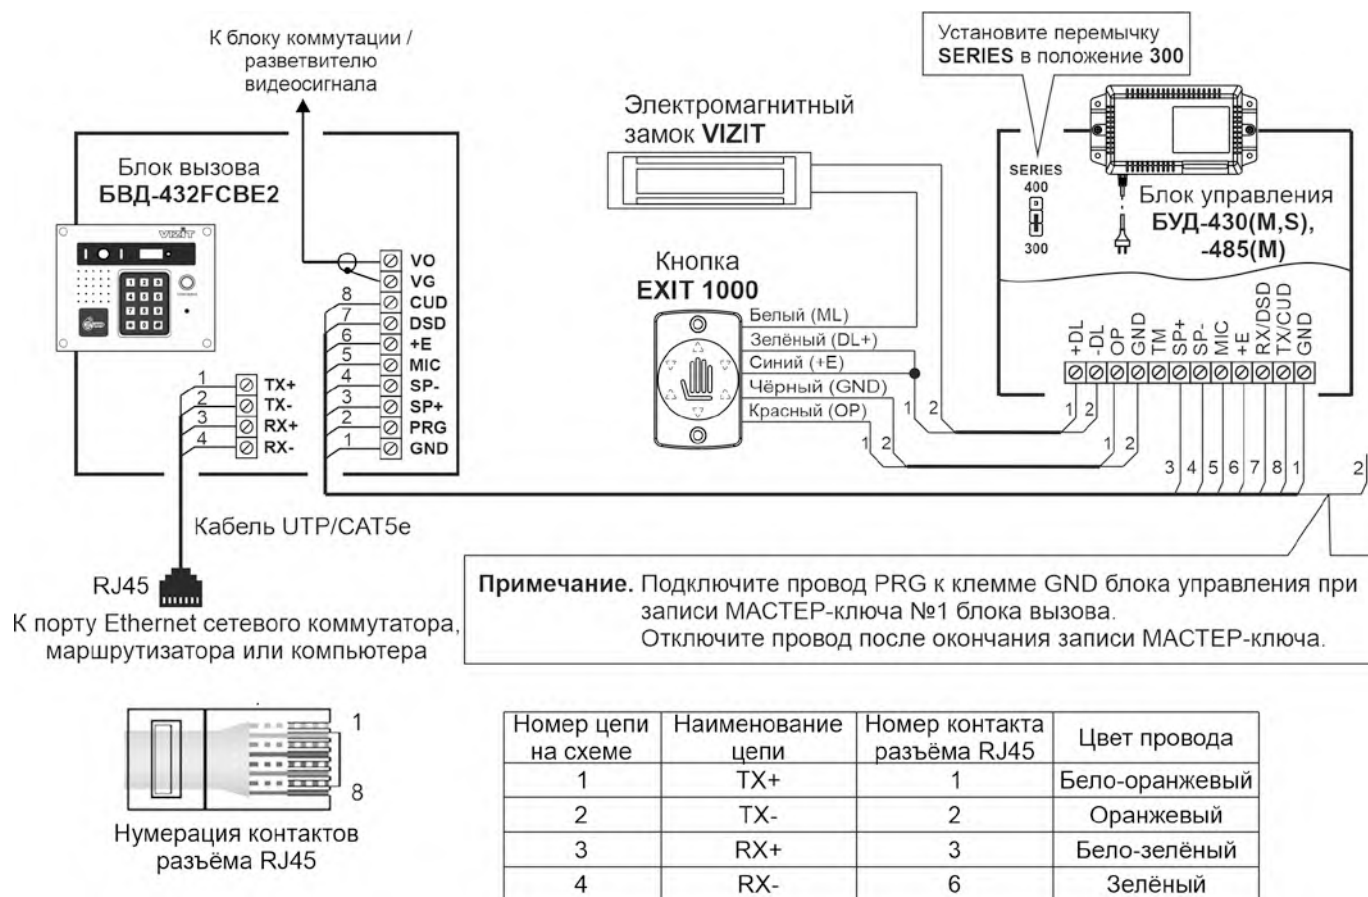 К блоку коммутации /
разветвителю
видеосигнала
Установите перемычку
SERIES в положение 300
Электромагнитный
замок VIZIT
Блок вызова
БВД-432FCBE2
VIZIT
SERIES
400
300
Блок управления
БУД-430(M,S),
-485(M)
Кнопка
EXIT 1000
Белый (ML)
Зелёный (DL+)
Синий (+E)
Чёрный (GND)
Красный (OP)
VO
VG
8 CUD
7 DSD
6 +E
5 MIC
4 SP-
3 SP+
2 PRG
1 GND
1 TX+
2 TX-
3 RX+
4 RX-
+DL -DL OP GND TM SP+ SP- MIC +E RX/DSD TX/CUD GND
1 2 1 2
1 2 1 2
3 4 5 6 7 8 1 2
Кабель UTP/CAT5e
RJ45
К порту Ethernet сетевого коммутатора,
маршрутизатора или компьютера
Примечание. Подключите провод PRG к клемме GND блока управления при
записи МАСТЕР-ключа №1 блока вызова.
Отключите провод после окончания записи МАСТЕР-ключа.
1
8
Нумерация контактов
разъёма RJ45
Номер цепи на схеме Наименование цепи Номер контакта разъёма RJ45 Цвет провода
1 TX+ 1 Бело-оранжевый
2 TX- 2 Оранжевый
3 RX+ 3 Бело-зелёный
4 RX- 6 Зелёный